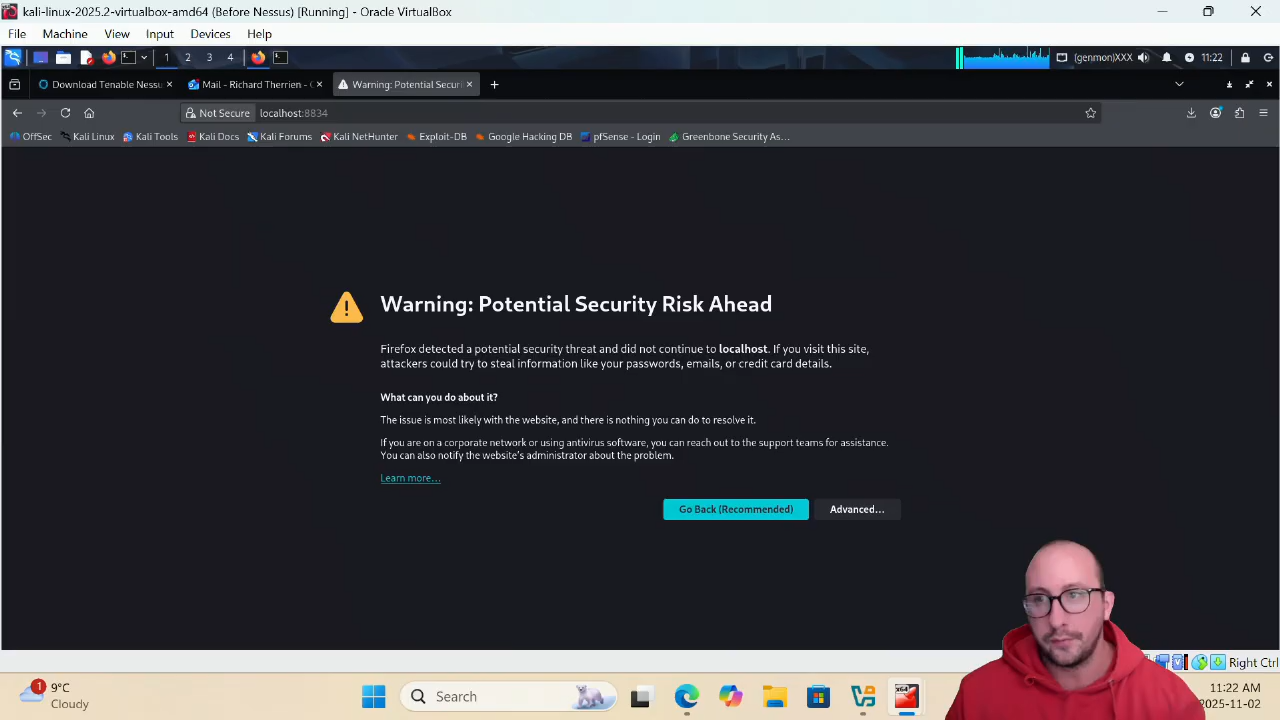 kali-linux-2025.2-virtualbox-amd64 (Before Nessus) [Running] - Oracle VirtualBox
File Machine View Input Devices Help
1 2 3 4 (genmon)XXX 11:22
Download Tenable Nessu Mail - Richard Therrien - Warning: Potential Securi
Not Secure localhost:8834
OffSec Kali Linux Kali Tools Kali Docs Kali Forums Kali NetHunter Exploit-DB Google Hacking DB pfSense - Login Greenbone Security As...
Warning: Potential Security Risk Ahead
Firefox detected a potential security threat and did not continue to localhost. If you visit this site,
attackers could try to steal information like your passwords, emails, or credit card details.
What can you do about it?
The issue is most likely with the website, and there is nothing you can do to resolve it.
If you are on a corporate network or using antivirus software, you can reach out to the support teams for assistance.
You can also notify the website's administrator about the problem.
Learn more...
Go Back (Recommended) Advanced...
Right Ctrl
1 9°C
Cloudy
Search
11:22 AM
2025-11-02